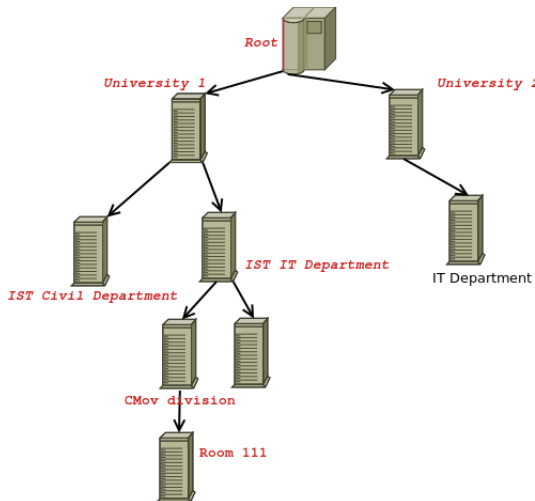 Root
University 1
University 2
IST IT Department
IST Civil Department
IT Department
CMov division
Room 111